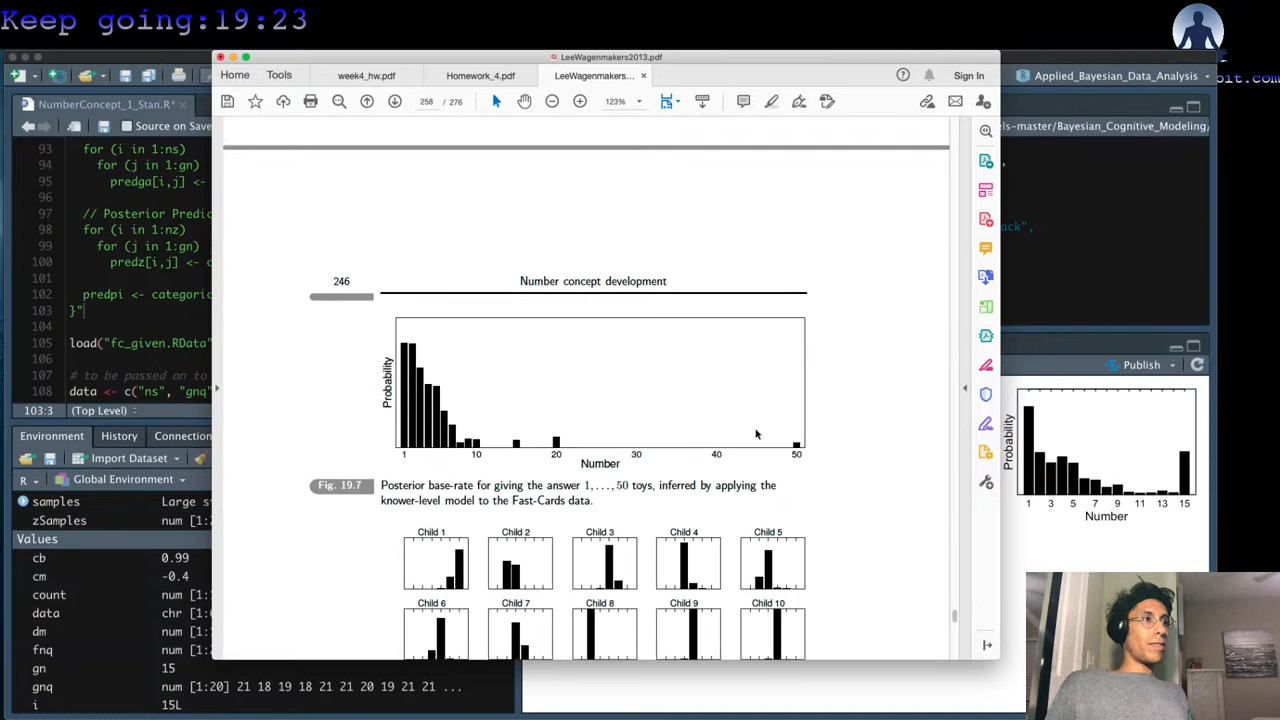 Keep going:19:23
LeeWagenmakers2013.pdf
Home Tools week4_hw.pdf Homework_4.pdf LeeWagenmakers... × Sign In
258 / 276 123%
Applied_Bayesian_Data_Analysis
bit.com
NumberConcept_1_Stan.R* ×
Source on Sav
els-master/Bayesian_Cognitive_Modeling/
93 for (i in 1:ns)
94 for (j in 1:gn)
95 predga[i,j] <-
96
97 // Posterior Predic
98 for (i in 1:nz)
99 for (j in 1:gn)
100 predz[i,j] <- c
101
102 predpi <- categoric
103 }"
104
105 load("fc_given.RData"
106
107 # to be passed on to
108 data <- c("ns", "gnq"
103:3 (Top Level)
ack",
Environment History Connection
Import Dataset
R Global Environment
samples Large s
zSamples num [1:2
Values
cb 0.99
cm -0.4
count num [1:
data chr [1:
dm num [1:
fnq num [1:
gn 15
gnq num [1:20] 21 18 19 18 21 21 20 19 21 21 ...
i 15L
246 Number concept development
Probability
1 10 20 30 40 50
Number
Fig. 19.7 Posterior base-rate for giving the answer 1, . . . , 50 toys, inferred by applying the
knower-level model to the Fast-Cards data.
Child 1 Child 2 Child 3 Child 4 Child 5
Child 6 Child 7 Child 8 Child 9 Child 10
Publish
Probability
1 3 5 7 9 11 13 15
Number